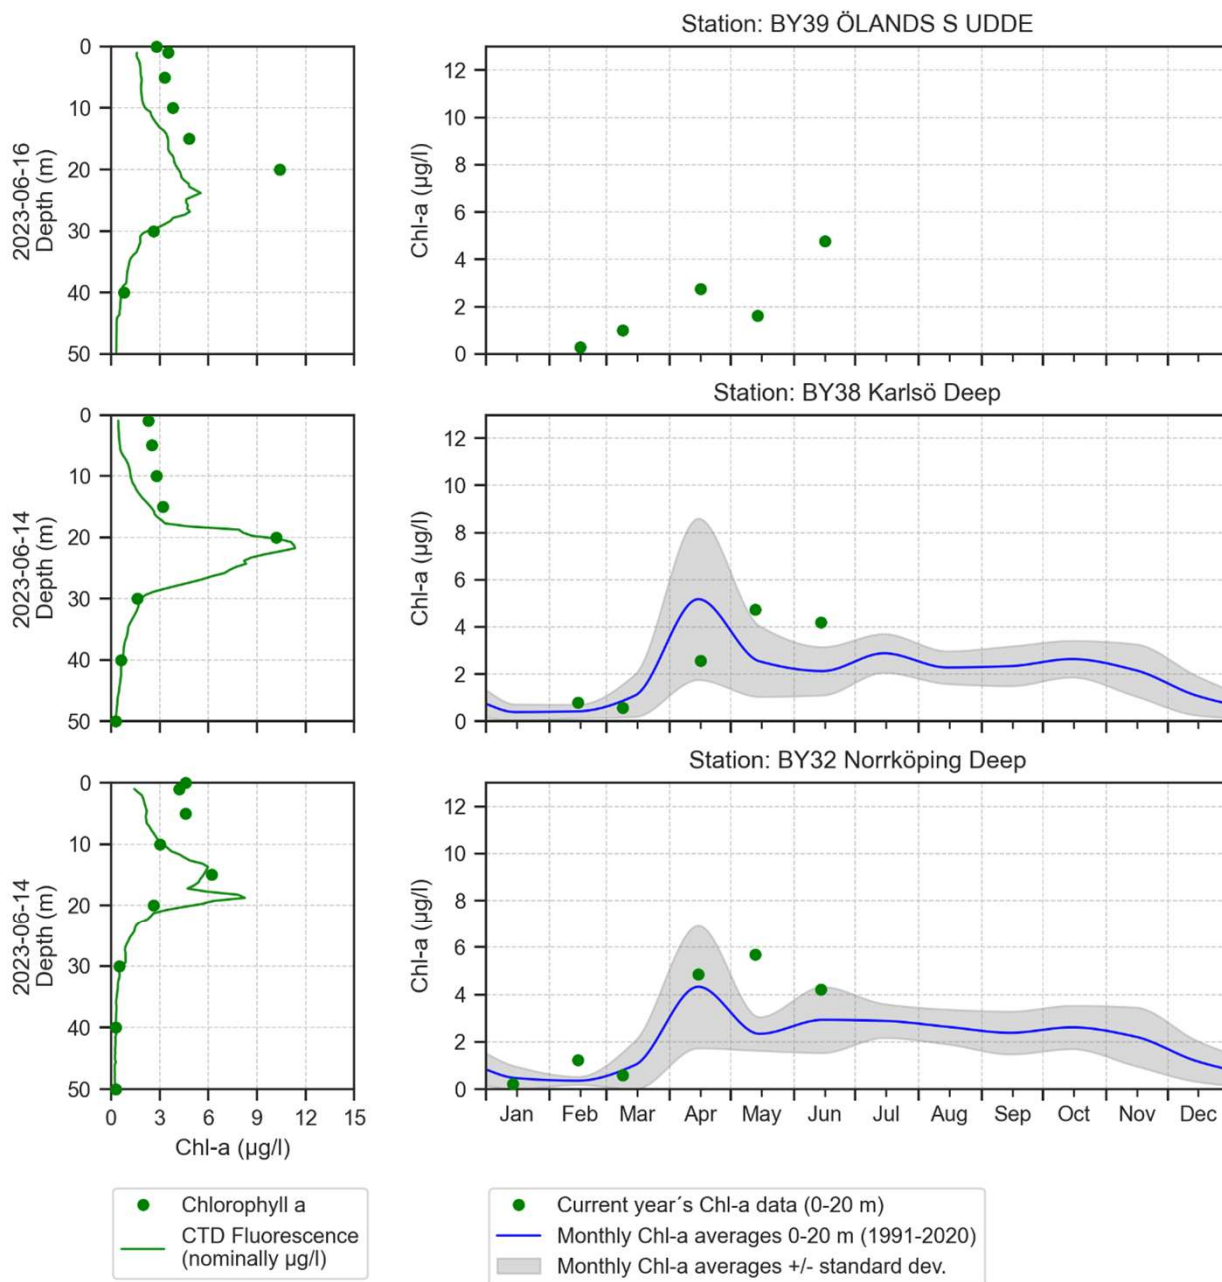 Station: BY39 ÖLANDS S UDDE
0
10
20
30
40
50
2023-06-16
Depth (m)
12
10
8
6
4
2
0
Chl-a (µg/l)
Station: BY38 Karlsö Deep
0
10
20
30
40
50
2023-06-14
Depth (m)
12
10
8
6
4
2
0
Chl-a (µg/l)
Station: BY32 Norrköping Deep
0
10
20
30
40
50
2023-06-14
Depth (m)
0 3 6 9 12 15
Chl-a (µg/l)
12
10
8
6
4
2
0
Chl-a (µg/l)
Jan Feb Mar Apr May Jun Jul Aug Sep Oct Nov Dec
Chlorophyll a
CTD Fluorescence
(nominally µg/l)
Current year´s Chl-a data (0-20 m)
Monthly Chl-a averages 0-20 m (1991-2020)
Monthly Chl-a averages +/- standard dev.